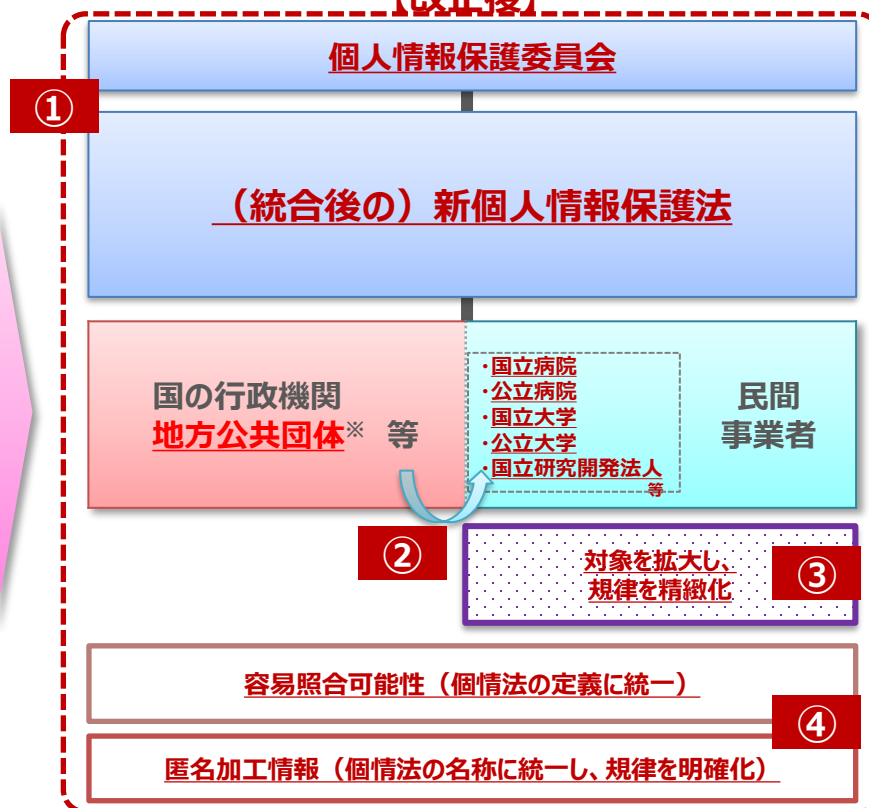 【改正後】
個人情報保護委員会
①
（統合後の）新個人情報保護法
国の行政機関
地方公共団体※ 等
・国立病院
・公立病院
・国立大学
・公立大学
・国立研究開発法人
等
民間
事業者
②
対象を拡大し、
規律を精緻化
③
容易照合可能性（個情法の定義に統一）
④
匿名加工情報（個情法の名称に統一し、規律を明確化）